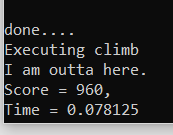 done....
Executing climb
I am outta here.
Score = 960,
Time = 0.078125